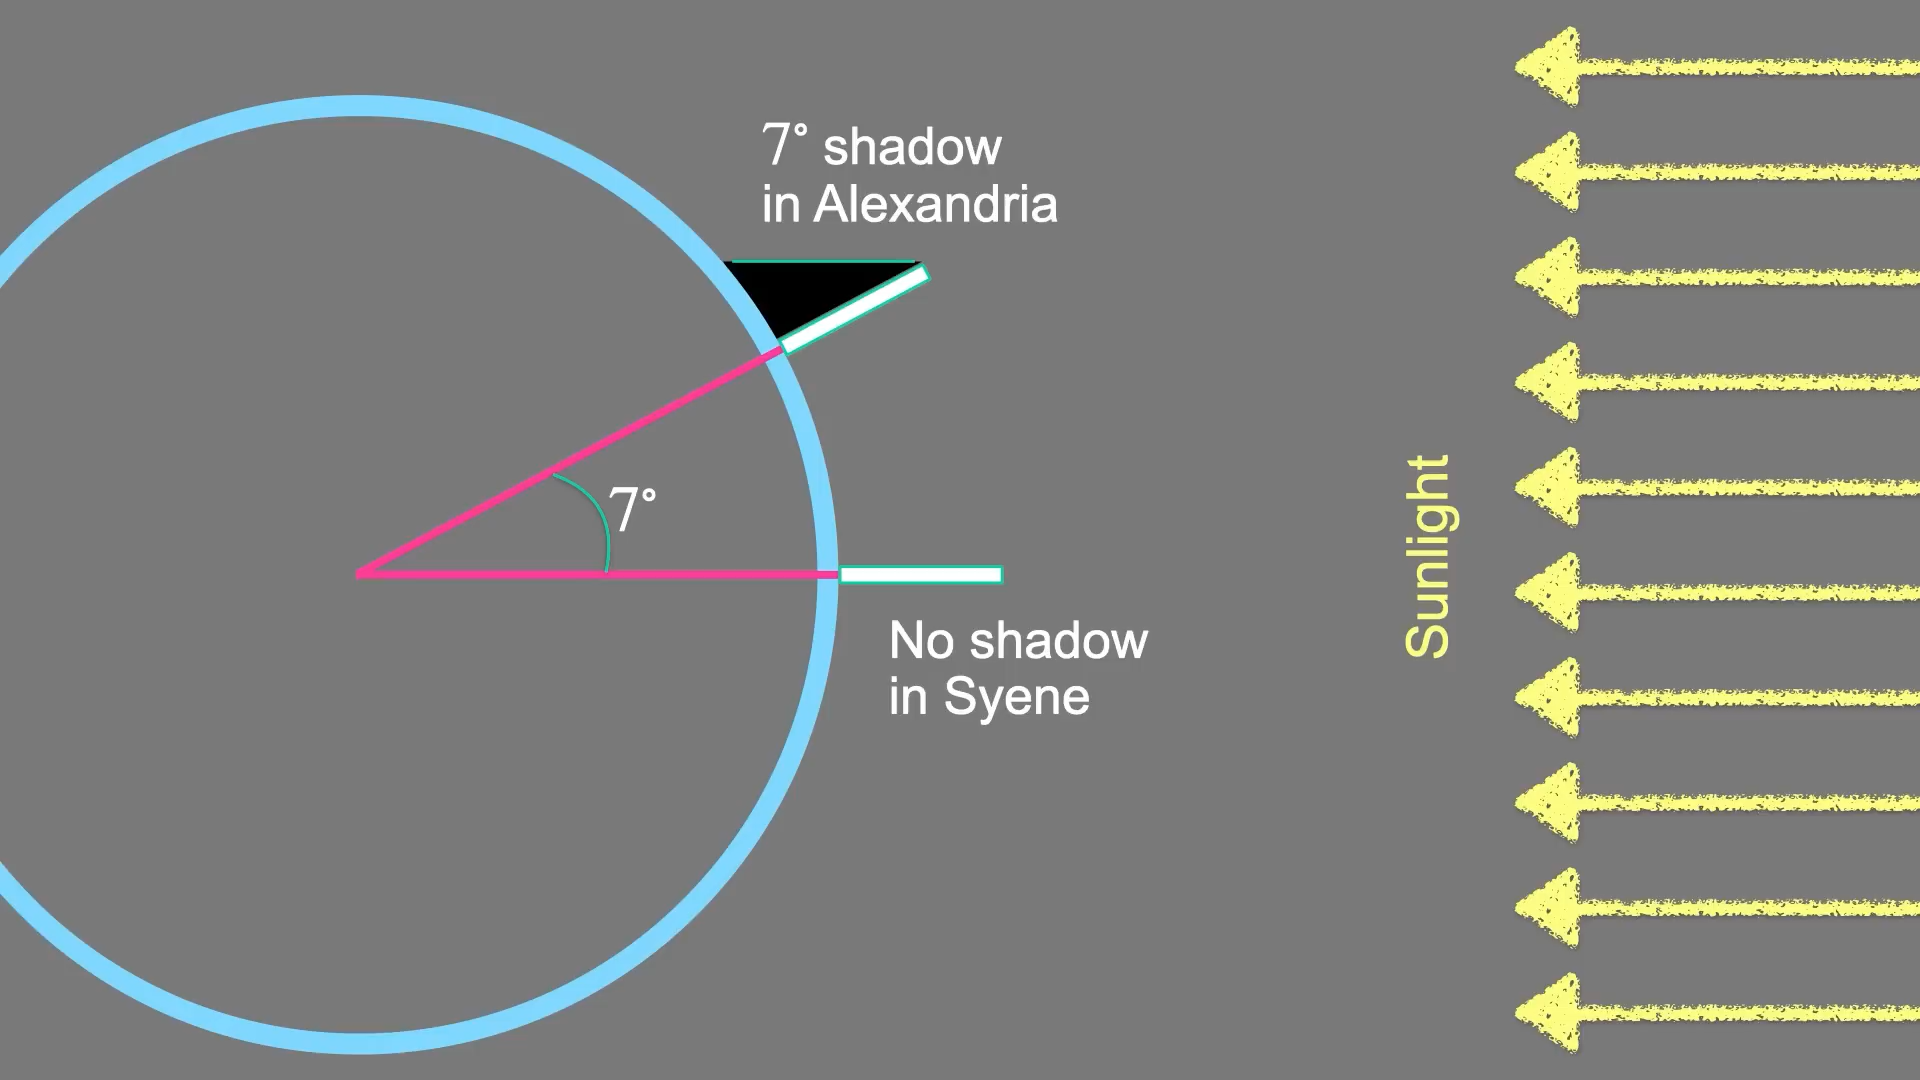 7° shadow
in Alexandria
7°
No shadow
in Syene
Sunlight